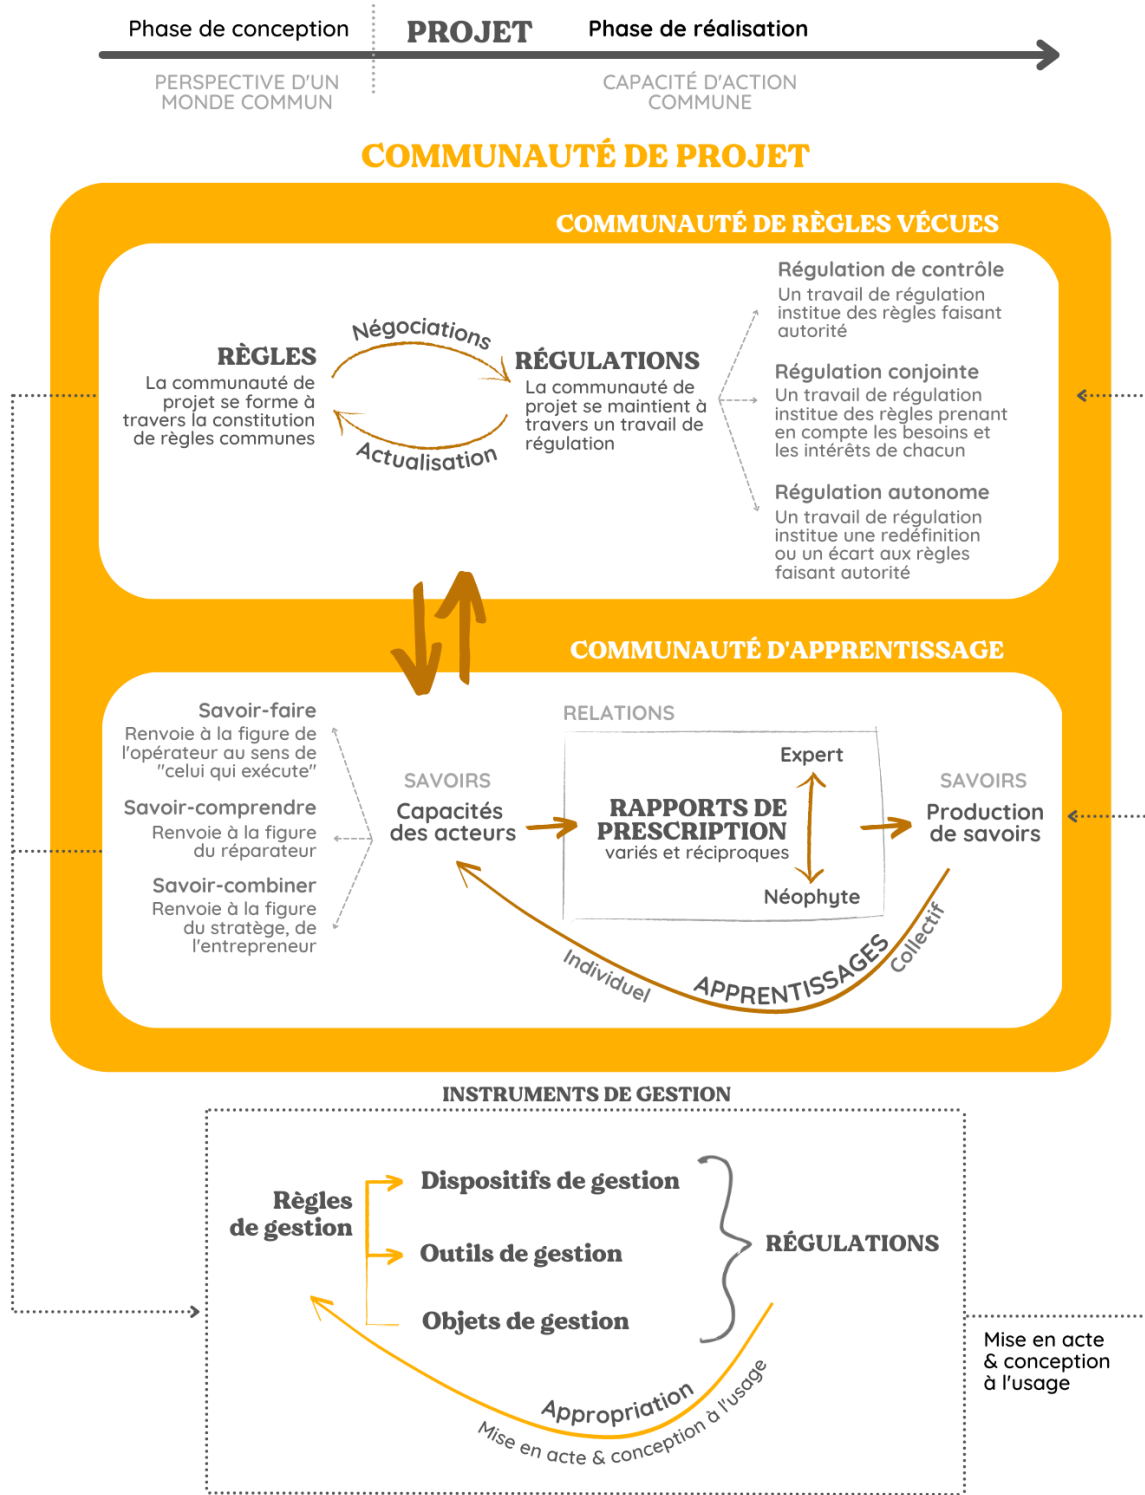 Phase de conception
PROJET
Phase de réalisation
PERSPECTIVE D'UN
MONDE COMMUN
CAPACITÉ D'ACTION
COMMUNE
COMMUNAUTÉ DE PROJET
COMMUNAUTÉ DE RÈGLES VÉCUES
RÈGLES
La communauté de
projet se forme à
travers la constitution
de règles communes
Négociations
Actualisation
RÉGULATIONS
La communauté de
projet se maintient à
travers un travail de
régulation
Régulation de contrôle
Un travail de régulation
institue des règles faisant
autorité
Régulation conjointe
Un travail de régulation
institue des règles prenant
en compte les besoins et
les intérêts de chacun
Régulation autonome
Un travail de régulation
institue une redéfinition
ou un écart aux règles
faisant autorité
COMMUNAUTÉ D'APPRENTISSAGE
Savoir-faire
Renvoie à la figure de
l'opérateur au sens de
"celui qui exécute"
Savoir-comprendre
Renvoie à la figure
du réparateur
Savoir-combiner
Renvoie à la figure
du stratège, de
l'entrepreneur
SAVOIRS
Capacités
des acteurs
RELATIONS
RAPPORTS DE
PRESCRIPTION
variés et réciproques
Expert
Néophyte
SAVOIRS
Production
de savoirs
Individuel
APPRENTISSAGES
Collectif
INSTRUMENTS DE GESTION
Règles
de gestion
Dispositifs de gestion
Outils de gestion
Objets de gestion
RÉGULATIONS
Appropriation
Mise en acte & conception à l'usage
Mise en acte
& conception
à l'usage